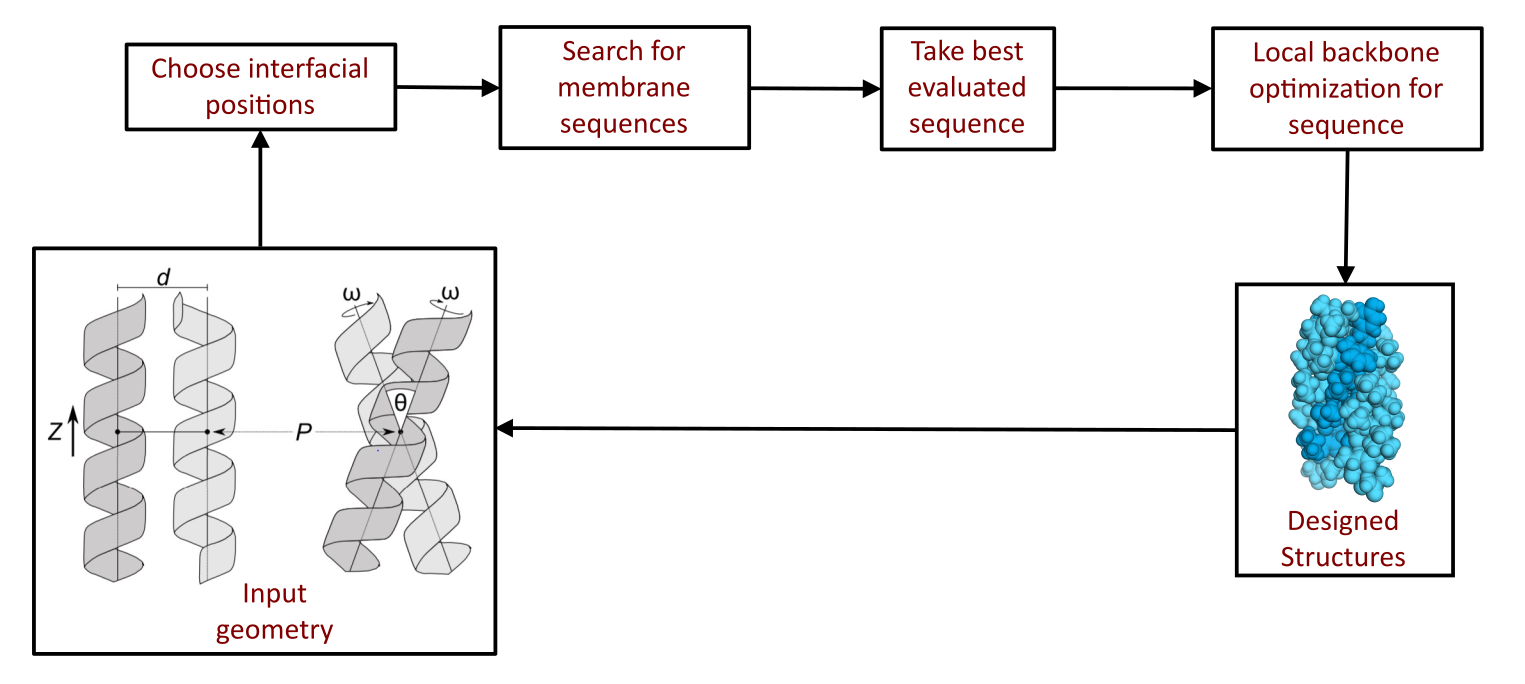 Choose interfacial
positions
Search for
membrane
sequences
Take best
evaluated
sequence
Local backbone
optimization for
sequence
d
ω
ω
θ
Z
P
Input
geometry
Designed
Structures